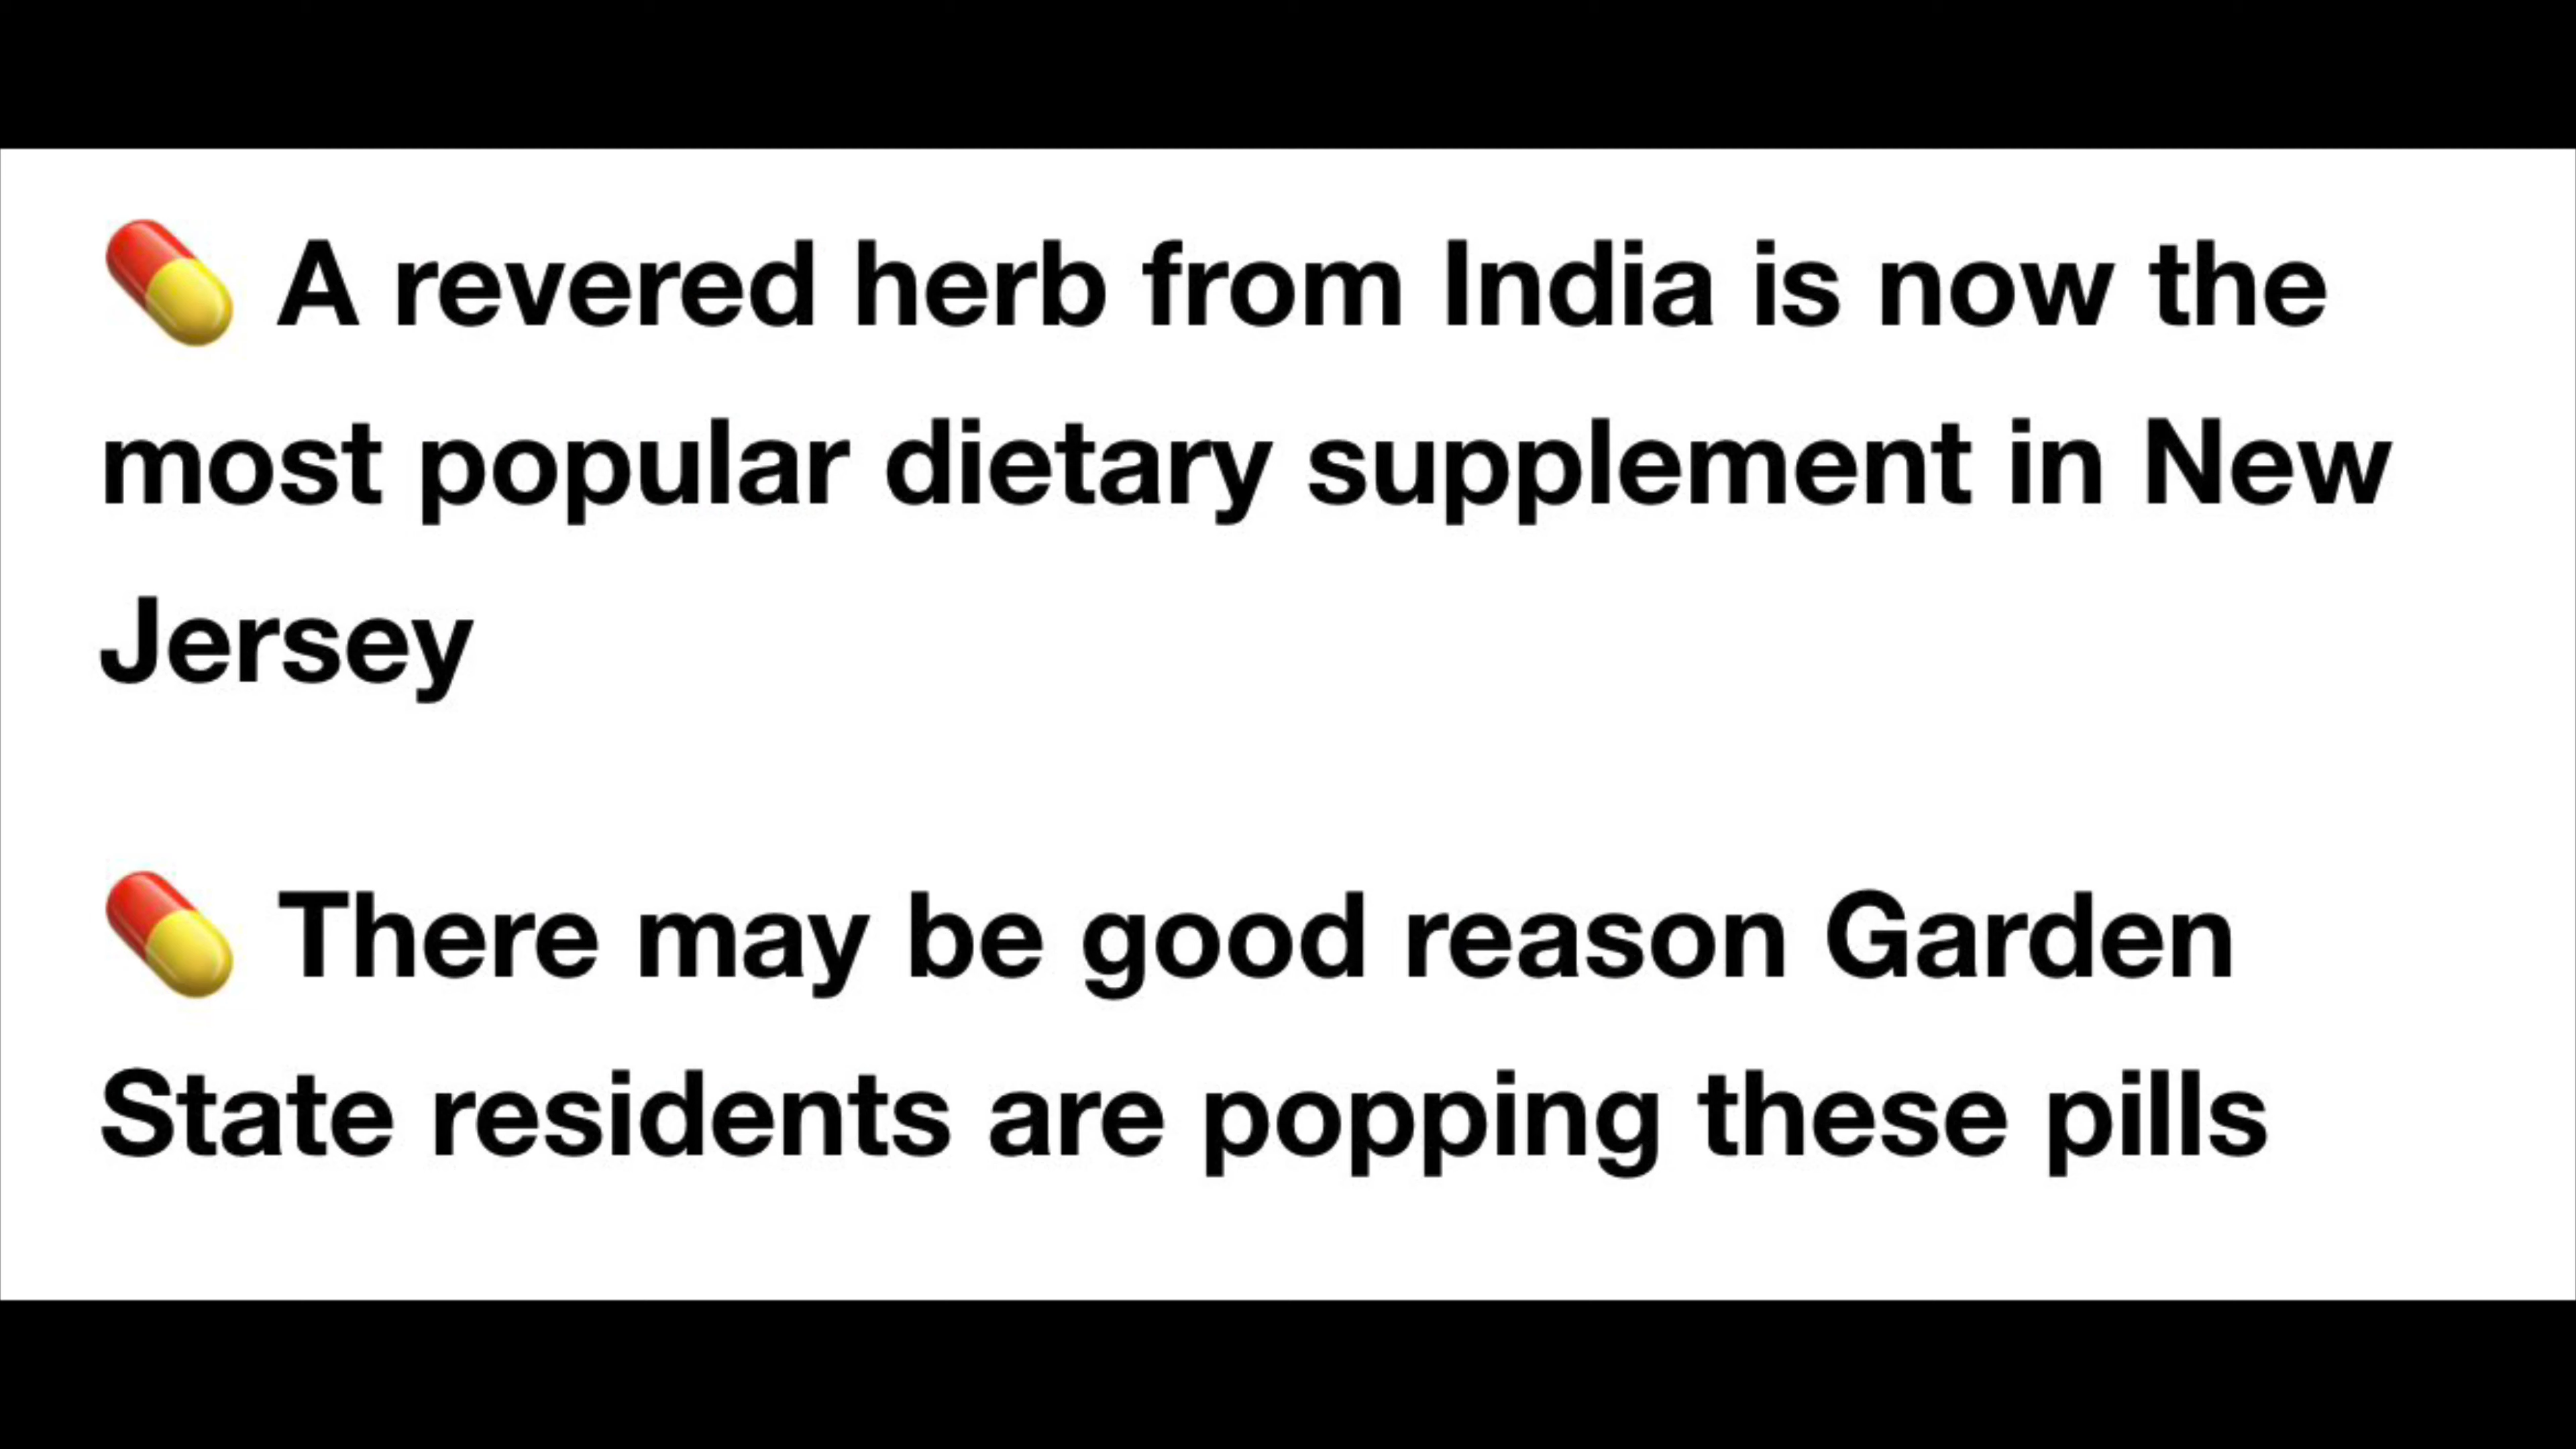 💊 A revered herb from India is now the
most popular dietary supplement in New
Jersey
💊 There may be good reason Garden
State residents are popping these pills